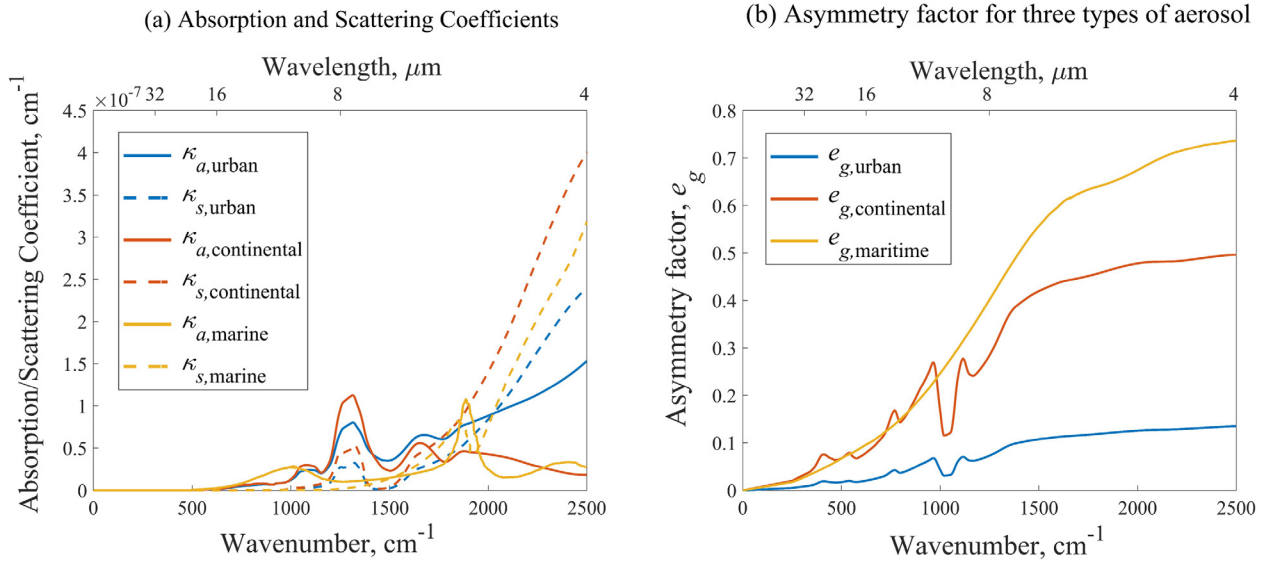 (a) Absorption and Scattering Coefficients
Wavelength, μm
×10⁻⁷ 32 16 8 4
Absorption/Scattering Coefficient, cm⁻¹
4.5
4
3.5
3
2.5
2
1.5
1
0.5
0
κa,urban
κs,urban
κa,continental
κs,continental
κa,marine
κs,marine
0 500 1000 1500 2000 2500
Wavenumber, cm⁻¹
(b) Asymmetry factor for three types of aerosol
Wavelength, μm
32 16 8 4
Asymmetry factor, eg
0.8
0.7
0.6
0.5
0.4
0.3
0.2
0.1
0
eg,urban
eg,continental
eg,maritime
0 500 1000 1500 2000 2500
Wavenumber, cm⁻¹